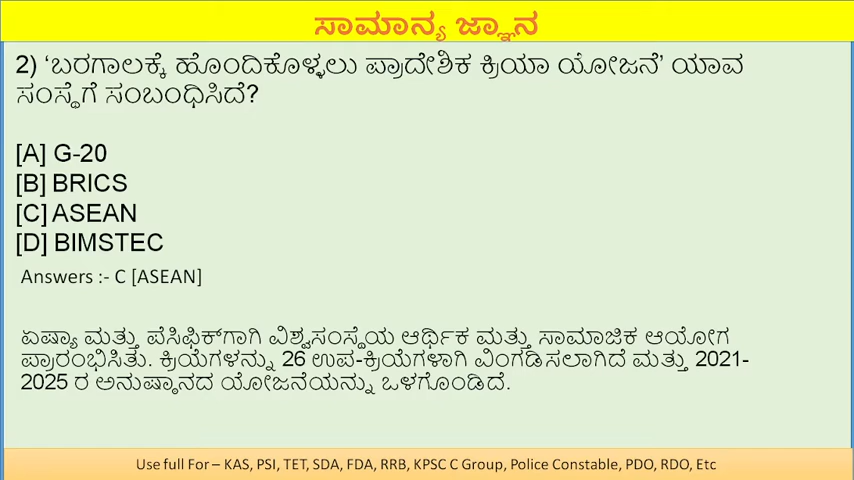 ಸಾಮಾನ್ಯ ಜ್ಞಾನ
2) ‘ಬರಗಾಲಕ್ಕೆ ಹೊಂದಿಕೊಳ್ಳಲು ಪ್ರಾದೇಶಿಕ ಕ್ರಿಯಾ ಯೋಜನೆ’ ಯಾವ
ಸಂಸ್ಥೆಗೆ ಸಂಬಂಧಿಸಿದೆ?
[A] G-20
[B] BRICS
[C] ASEAN
[D] BIMSTEC
Answers :- C [ASEAN]
ಏಷ್ಯಾ ಮತ್ತು ಪೆಸಿಫಿಕ್‌ಗಾಗಿ ವಿಶ್ವಸಂಸ್ಥೆಯ ಆರ್ಥಿಕ ಮತ್ತು ಸಾಮಾಜಿಕ ಆಯೋಗ
ಪ್ರಾರಂಭಿಸಿತು. ಕ್ರಿಯೆಗಳನ್ನು 26 ಉಪ-ಕ್ರಿಯೆಗಳಾಗಿ ವಿಂಗಡಿಸಲಾಗಿದೆ ಮತ್ತು 2021-
2025 ರ ಅನುಷ್ಠಾನದ ಯೋಜನೆಯನ್ನು ಒಳಗೊಂಡಿದೆ.
Use full For – KAS, PSI, TET, SDA, FDA, RRB, KPSC C Group, Police Constable, PDO, RDO, Etc